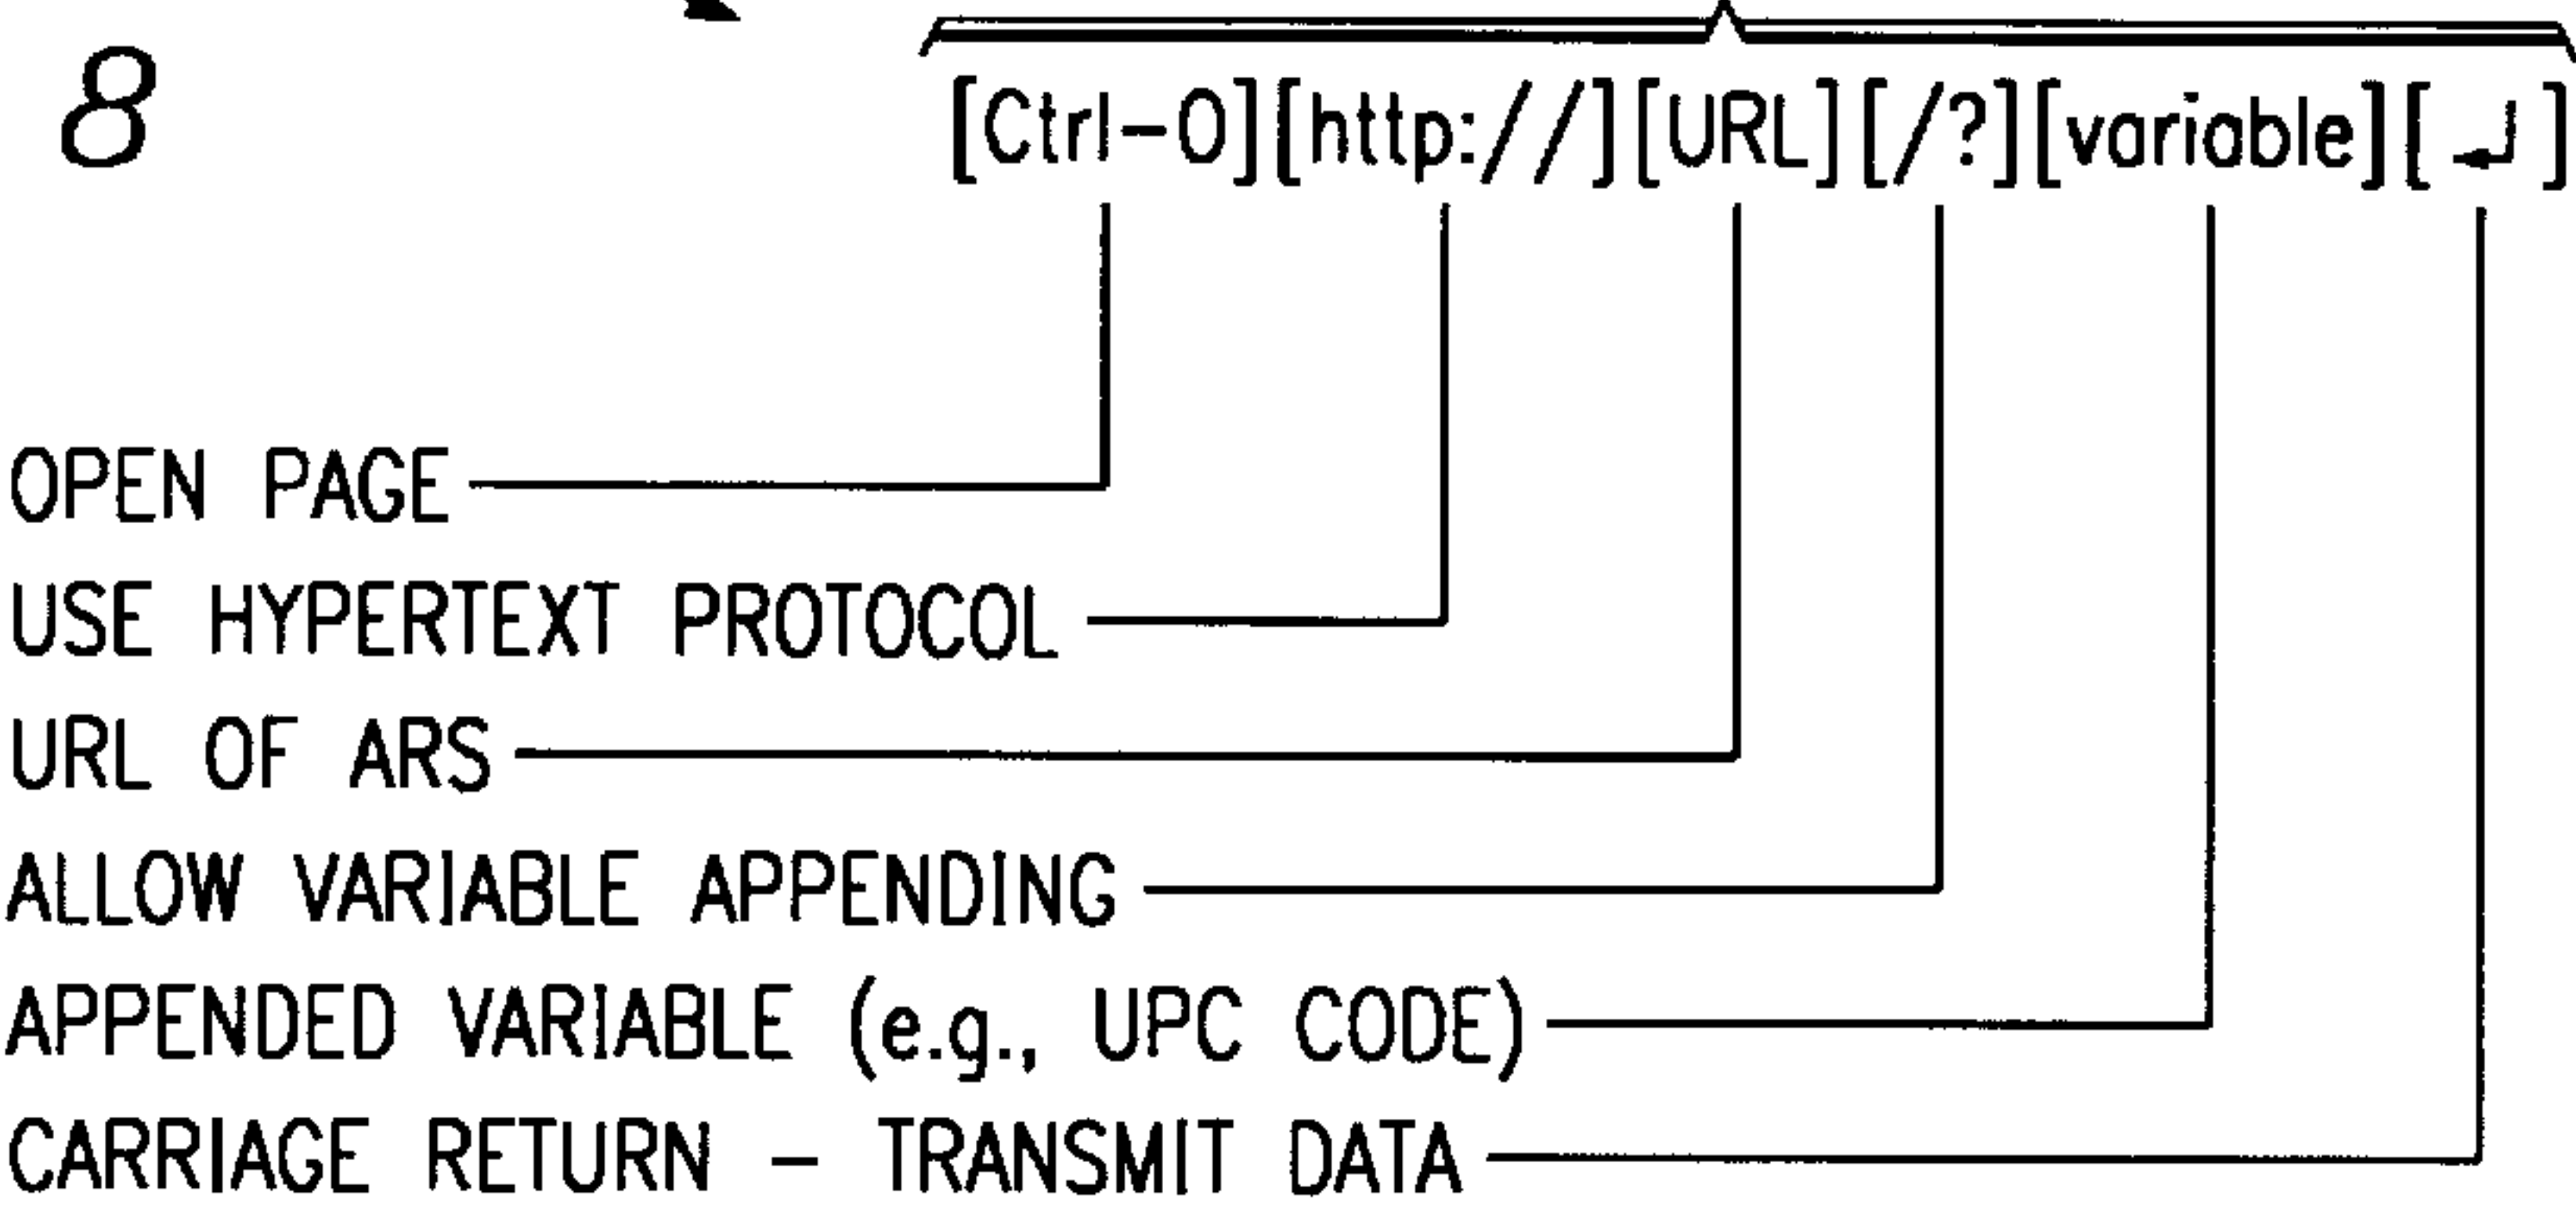 8
[Ctrl-O][http://][URL][/?][variable][↵]
OPEN PAGE
USE HYPERTEXT PROTOCOL
URL OF ARS
ALLOW VARIABLE APPENDING
APPENDED VARIABLE (e.g., UPC CODE)
CARRIAGE RETURN – TRANSMIT DATA